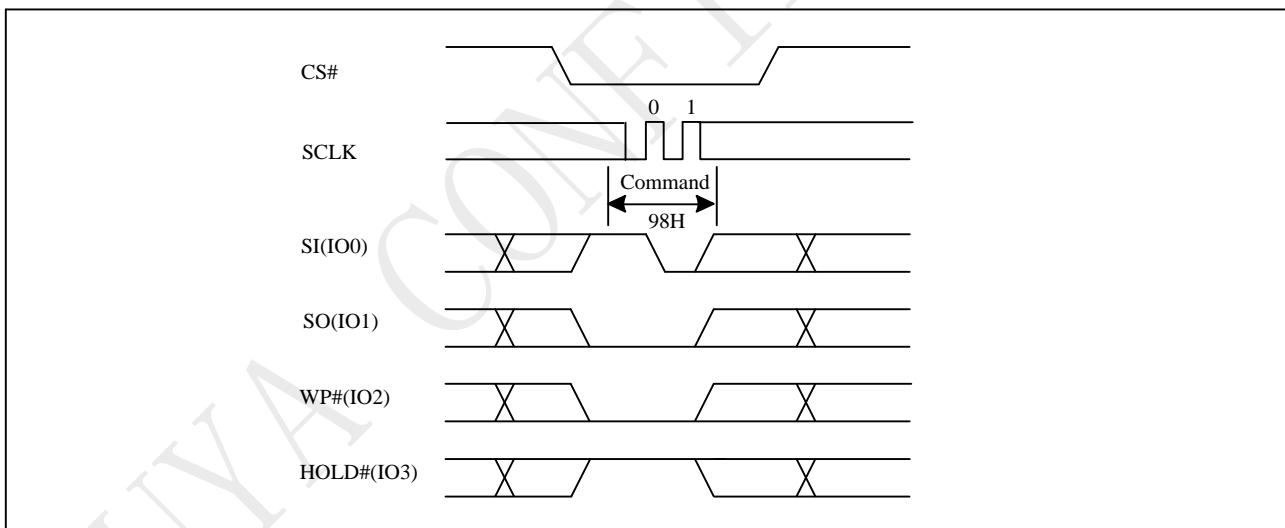 CS#
0 1
SCLK
Command
98H
SI(IO0)
SO(IO1)
WP#(IO2)
HOLD#(IO3)